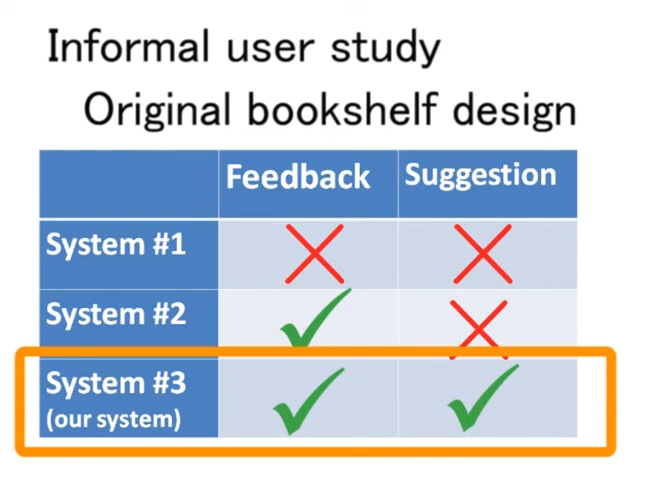 Informal user study
Original bookshelf design
Feedback Suggestion
System #1
System #2
System #3
(our system)